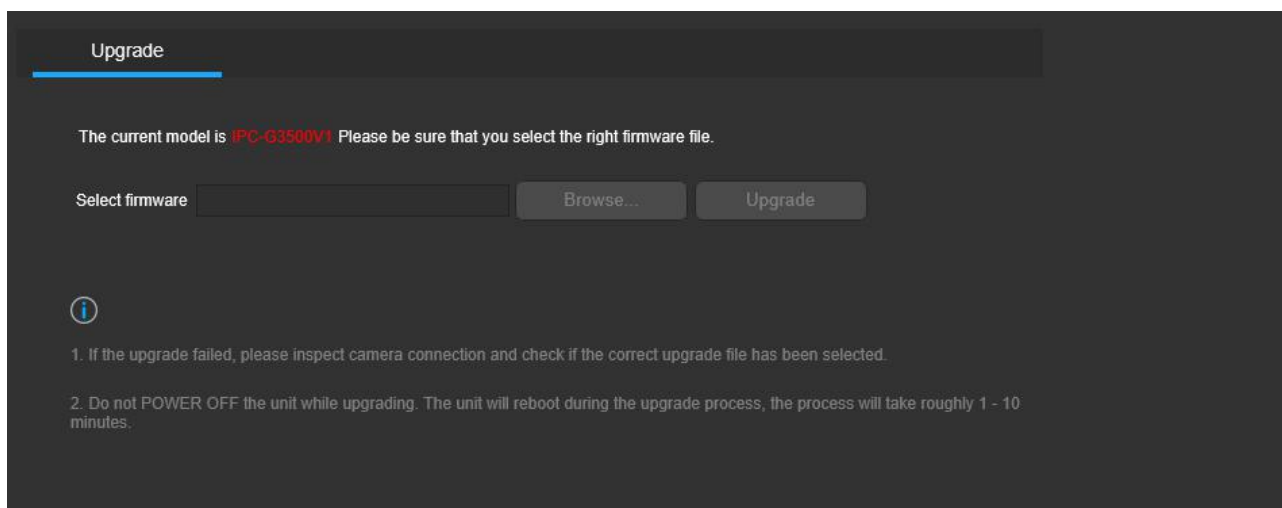 Upgrade
The current model is IPC-G3500V1 Please be sure that you select the right firmware file.
Select firmware Browse... Upgrade
1. If the upgrade failed, please inspect camera connection and check if the correct upgrade file has been selected.
2. Do not POWER OFF the unit while upgrading. The unit will reboot during the upgrade process, the process will take roughly 1 - 10
minutes.